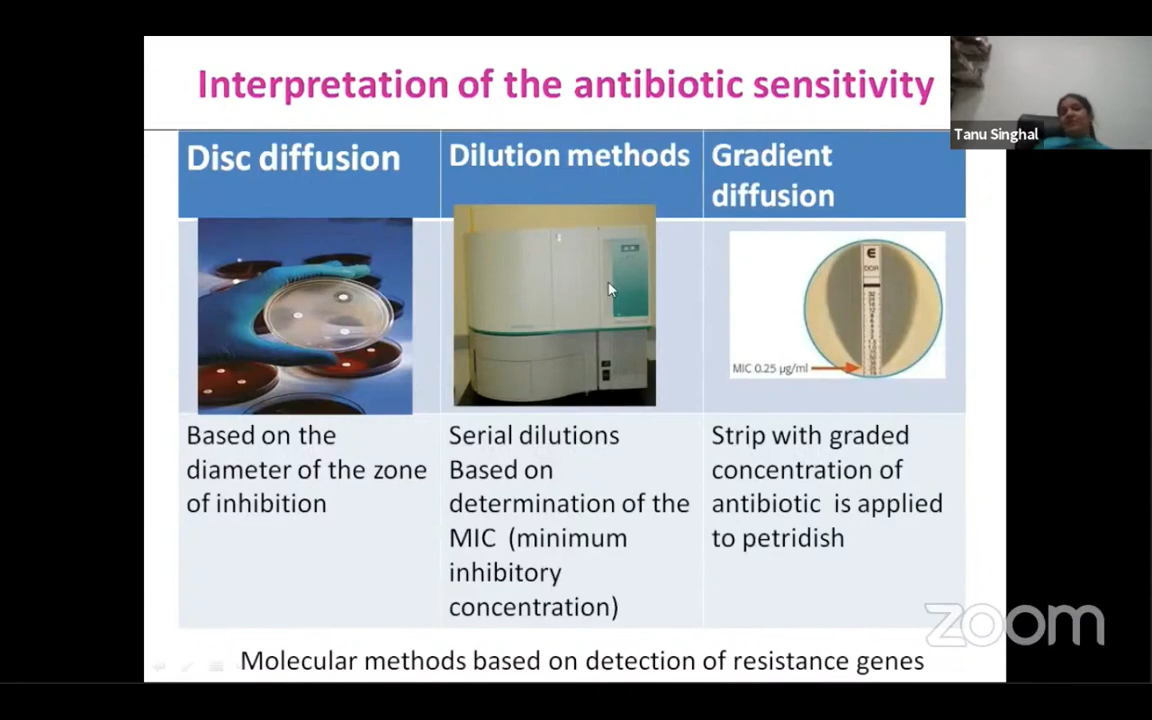 Interpretation of the antibiotic sensitivity
Tanu Singhal
Disc diffusion
Dilution methods
Gradient
diffusion
MIC 0.25 µg/ml
Based on the
diameter of the zone
of inhibition
Serial dilutions
Based on
determination of the
MIC (minimum
inhibitory
concentration)
Strip with graded
concentration of
antibiotic is applied
to petridish
zoom
Molecular methods based on detection of resistance genes